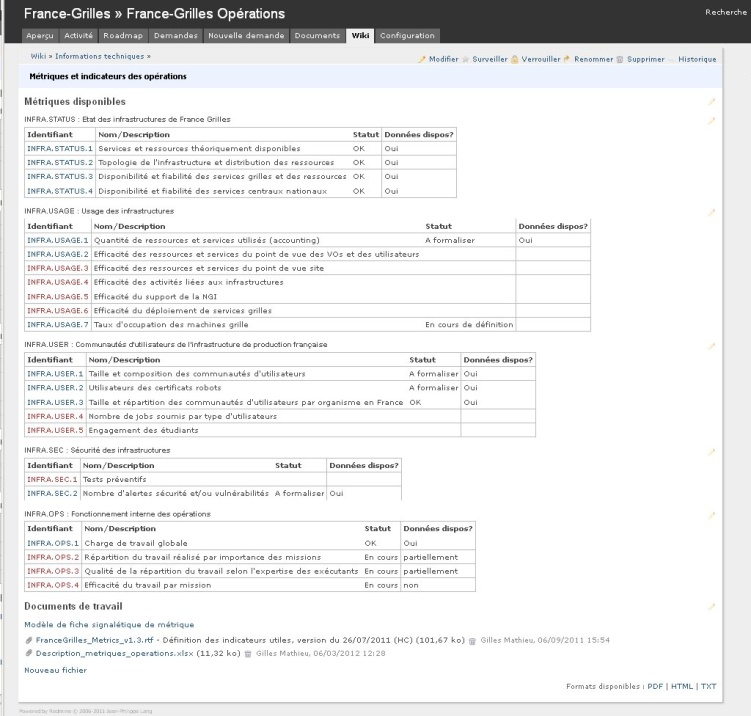 France-Grilles » France-Grilles Opérations
Recherche
Aperçu Activité Roadmap Demandes Nouvelle demande Documents Wiki Configuration
Wiki » Informations techniques »
Modifier Surveiller Verrouiller Renommer Supprimer Historique
Métriques et indicateurs des opérations
Métriques disponibles
INFRA.STATUS : Etat des infrastructures de France Grilles
Identifiant Nom/Description Statut Données dispos?
INFRA.STATUS.1 Services et ressources théoriquement disponibles OK Oui
INFRA.STATUS.2 Topologie de l'infrastructure et distribution des ressources OK Oui
INFRA.STATUS.3 Disponibilité et fiabilité des services grilles et des ressources OK Oui
INFRA.STATUS.4 Disponibilité et fiabilité des services centraux nationaux OK Oui
INFRA.USAGE : Usage des infrastructures
Identifiant Nom/Description Statut Données dispos?
INFRA.USAGE.1 Quantité de ressources et services utilisés (accounting) A formaliser Oui
INFRA.USAGE.2 Efficacité des ressources et services du point de vue des VOs et des utilisateurs
INFRA.USAGE.3 Efficacité des ressources et services du point de vue site
INFRA.USAGE.4 Efficacité des activités liées aux infrastructures
INFRA.USAGE.5 Efficacité du support de la NGI
INFRA.USAGE.6 Efficacité du déploiement de services grilles
INFRA.USAGE.7 Taux d'occupation des machines grille En cours de définition
INFRA.USER : Communautés d'utilisateurs de l'infrastructure de production française
Identifiant Nom/Description Statut Données dispos?
INFRA.USER.1 Taille et composition des communautés d'utilisateurs A formaliser Oui
INFRA.USER.2 Utilisateurs des certificats robots A formaliser Oui
INFRA.USER.3 Taille et répartition des communautés d'utilisateurs par organisme en France OK Oui
INFRA.USER.4 Nombre de jobs soumis par type d'utilisateurs
INFRA.USER.5 Engagement des étudiants
INFRA.SEC : Sécurité des infrastructures
Identifiant Nom/Description Statut Données dispos?
INFRA.SEC.1 Tests préventifs
INFRA.SEC.2 Nombre d'alertes sécurité et/ou vulnérabilités A formaliser Oui
INFRA.OPS : Fonctionnement interne des opérations
Identifiant Nom/Description Statut Données dispos?
INFRA.OPS.1 Charge de travail globale OK Oui
INFRA.OPS.2 Répartition du travail réalisé par importance des missions En cours partiellement
INFRA.OPS.3 Qualité de la répartition du travail selon l'expertise des exécutants En cours partiellement
INFRA.OPS.4 Efficacité du travail par mission En cours non
Documents de travail
Modèle de fiche signalétique de métrique
FranceGrilles_Metrics_v1.3.rtf - Définition des indicateurs utiles, version du 26/07/2011 (HC) (101,67 ko) Gilles Mathieu, 06/09/2011 15:54
Description_metriques_operations.xlsx (11,32 ko) Gilles Mathieu, 06/03/2012 12:28
Nouveau fichier
Formats disponibles : PDF | HTML | TXT
Powered by Redmine © 2006-2011 Jean-Philippe Lang